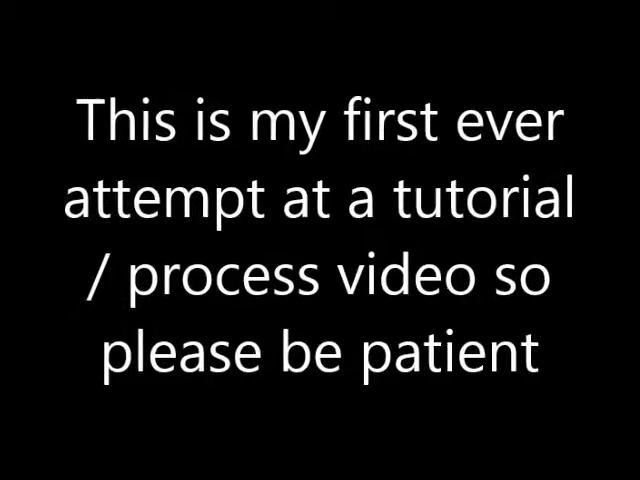 This is my first ever
attempt at a tutorial
/ process video so
please be patient